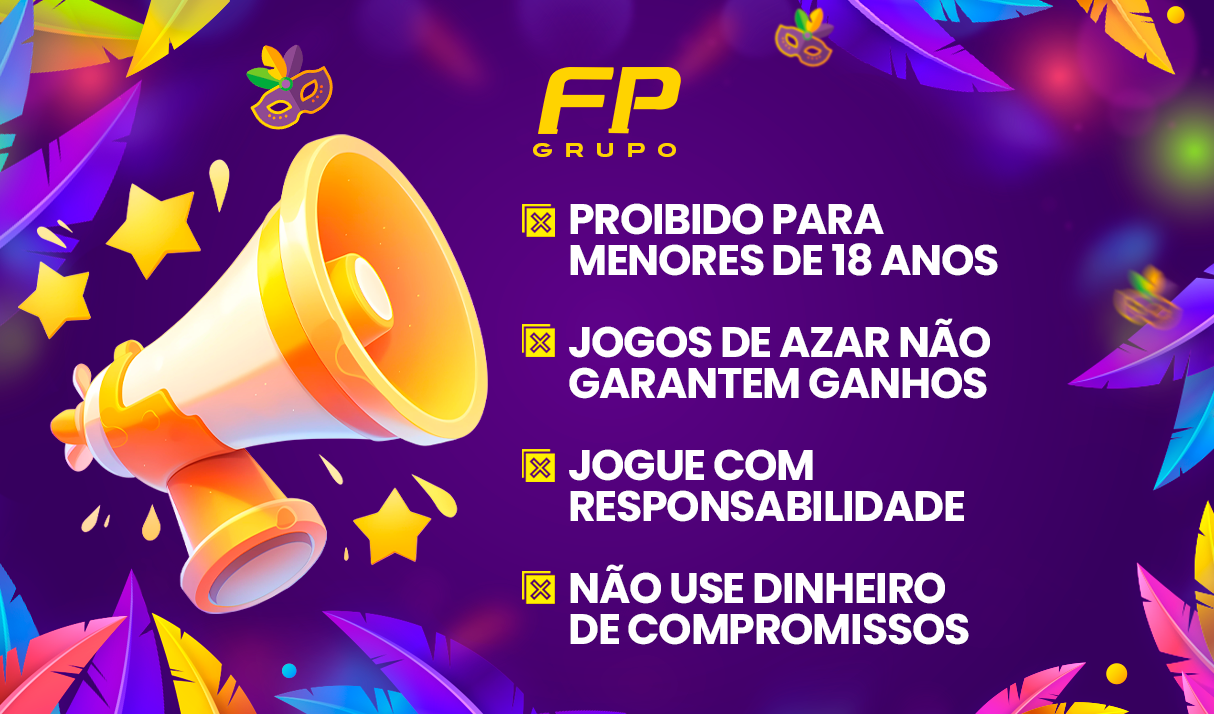 FP
GRUPO
PROIBIDO PARA
MENORES DE 18 ANOS
JOGOS DE AZAR NÃO
GARANTEM GANHOS
JOGUE COM
RESPONSABILIDADE
NÃO USE DINHEIRO
DE COMPROMISSOS